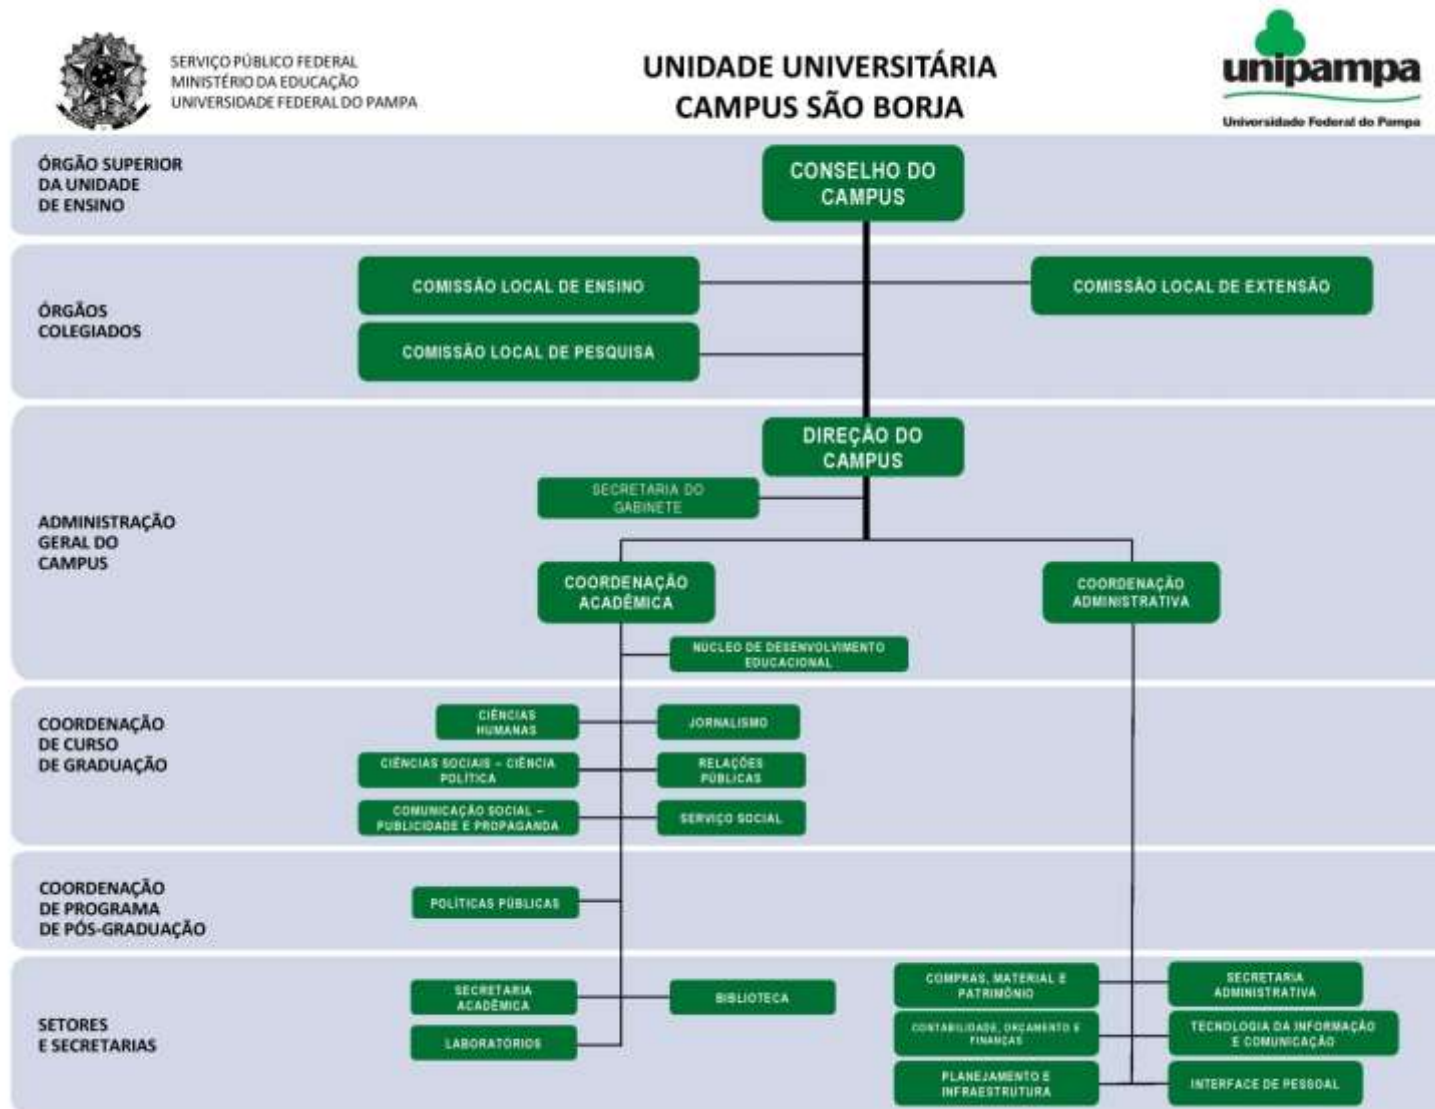 SERVIÇO PÚBLICO FEDERAL
MINISTÉRIO DA EDUCAÇÃO
UNIVERSIDADE FEDERAL DO PAMPA
UNIDADE UNIVERSITÁRIA
CAMPUS SÃO BORJA
unipampa
Universidade Federal do Pampa
ÓRGÃO SUPERIOR
DA UNIDADE
DE ENSINO
CONSELHO DO
CAMPUS
ÓRGÃOS
COLEGIADOS
COMISSÃO LOCAL DE ENSINO
COMISSÃO LOCAL DE EXTENSÃO
COMISSÃO LOCAL DE PESQUISA
ADMINISTRAÇÃO
GERAL DO
CAMPUS
DIREÇÃO DO
CAMPUS
SECRETARIA DO
GABINETE
COORDENAÇÃO
ACADÊMICA
COORDENAÇÃO
ADMINISTRATIVA
NÚCLEO DE DESENVOLVIMENTO
EDUCACIONAL
COORDENAÇÃO
DE CURSO
DE GRADUAÇÃO
CIÊNCIAS
HUMANAS
JORNALISMO
CIÊNCIAS SOCIAIS – CIÊNCIA
POLÍTICA
RELAÇÕES
PÚBLICAS
COMUNICAÇÃO SOCIAL –
PUBLICIDADE E PROPAGANDA
SERVIÇO SOCIAL
COORDENAÇÃO
DE PROGRAMA
DE PÓS-GRADUAÇÃO
POLÍTICAS PÚBLICAS
SETORES
E SECRETARIAS
SECRETARIA
ACADÊMICA
BIBLIOTECA
LABORATÓRIOS
COMPRAS, MATERIAL E
PATRIMÔNIO
SECRETARIA
ADMINISTRATIVA
CONTABILIDADE, ORÇAMENTO E
FINANÇAS
TECNOLOGIA DA INFORMAÇÃO
E COMUNICAÇÃO
PLANEJAMENTO E
INFRAESTRUTURA
INTERFACE DE PESSOAL